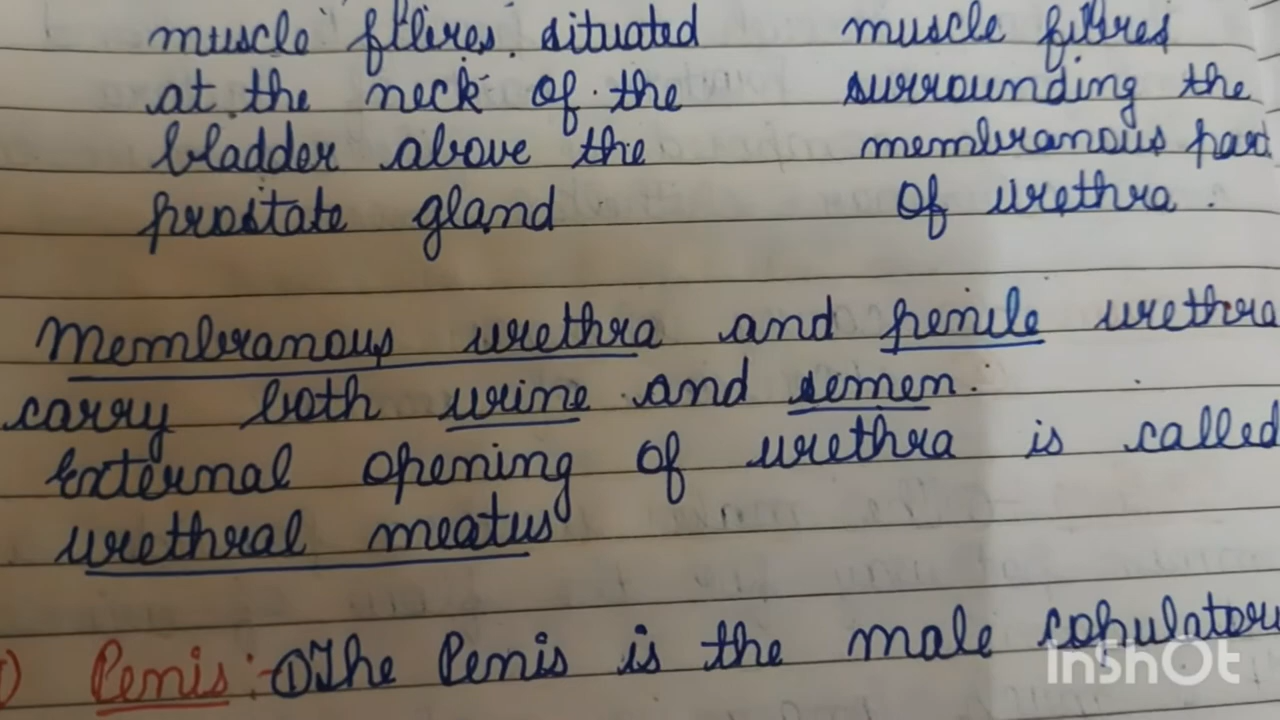 muscle fibres situated
at the neck of the
bladder above the
prostate gland
muscle fibres
surrounding the
membranous part
of urethra.
Membranous urethra and penile urethra
carry both urine and semen.
External opening of urethra is called
urethral meatus
) Penis:- ① The Penis is the male copulatory
InShOt